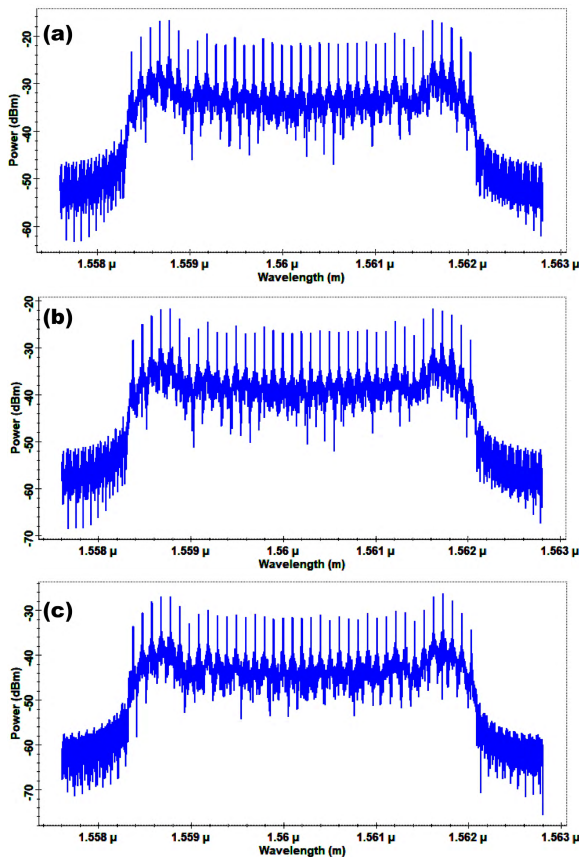 (a)
Power (dBm)
-20
-30
-40
-50
-60
1.558 µ 1.559 µ 1.56 µ 1.561 µ 1.562 µ 1.563 µ
Wavelength (m)
(b)
Power (dBm)
-20
-30
-40
-50
-60
-70
1.558 µ 1.559 µ 1.56 µ 1.561 µ 1.562 µ 1.563 µ
Wavelength (m)
(c)
Power (dBm)
-30
-40
-50
-60
-70
1.558 µ 1.559 µ 1.56 µ 1.561 µ 1.562 µ 1.563 µ
Wavelength (m)